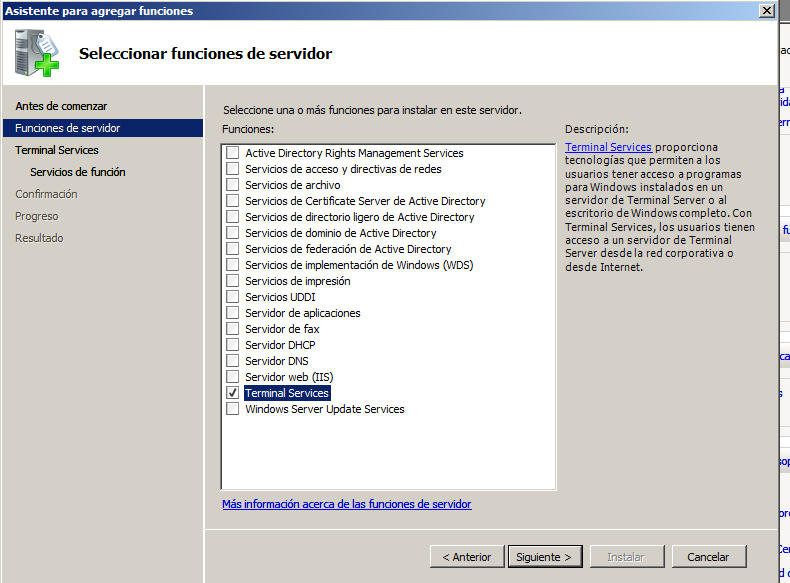 Asistente para agregar funciones
Seleccionar funciones de servidor
Antes de comenzar
Funciones de servidor
Terminal Services
Servicios de función
Confirmación
Progreso
Resultado
Seleccione una o más funciones para instalar en este servidor.
Funciones:
Active Directory Rights Management Services
Servicios de acceso y directivas de redes
Servicios de archivo
Servicios de Certificate Server de Active Directory
Servicios de directorio ligero de Active Directory
Servicios de dominio de Active Directory
Servicios de federación de Active Directory
Servicios de implementación de Windows (WDS)
Servicios de impresión
Servicios UDDI
Servidor de aplicaciones
Servidor de fax
Servidor DHCP
Servidor DNS
Servidor web (IIS)
Terminal Services
Windows Server Update Services
Más información acerca de las funciones de servidor
Descripción:
Terminal Services proporciona
tecnologías que permiten a los
usuarios tener acceso a programas
para Windows instalados en un
servidor de Terminal Server o al
escritorio de Windows completo. Con
Terminal Services, los usuarios tienen
acceso a un servidor de Terminal
Server desde la red corporativa o
desde Internet.
< Anterior
Siguiente >
Instalar
Cancelar